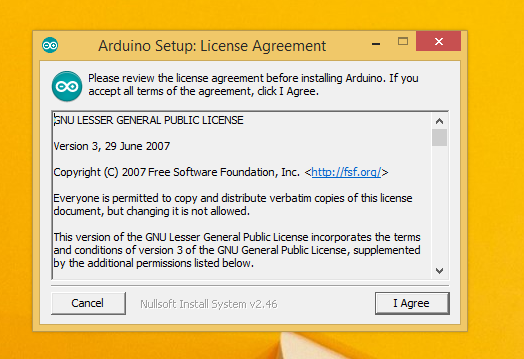 Arduino Setup: License Agreement
Please review the license agreement before installing Arduino. If you
accept all terms of the agreement, click I Agree.
GNU LESSER GENERAL PUBLIC LICENSE
Version 3, 29 June 2007
Copyright (C) 2007 Free Software Foundation, Inc. <http://fsf.org/>
Everyone is permitted to copy and distribute verbatim copies of this license
document, but changing it is not allowed.
This version of the GNU Lesser General Public License incorporates the terms
and conditions of version 3 of the GNU General Public License, supplemented
by the additional permissions listed below.
Cancel
Nullsoft Install System v2.46
I Agree